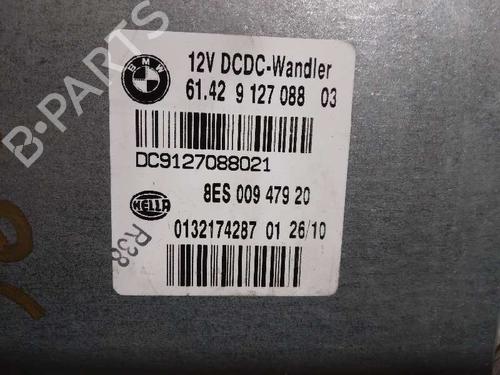 B-PARTS
BMW
12V DCDC-Wandler
61.42 9 127 088 03
DC9127088021
8ES 009 479 20
HELLA
0132174287 01 26/10
R38